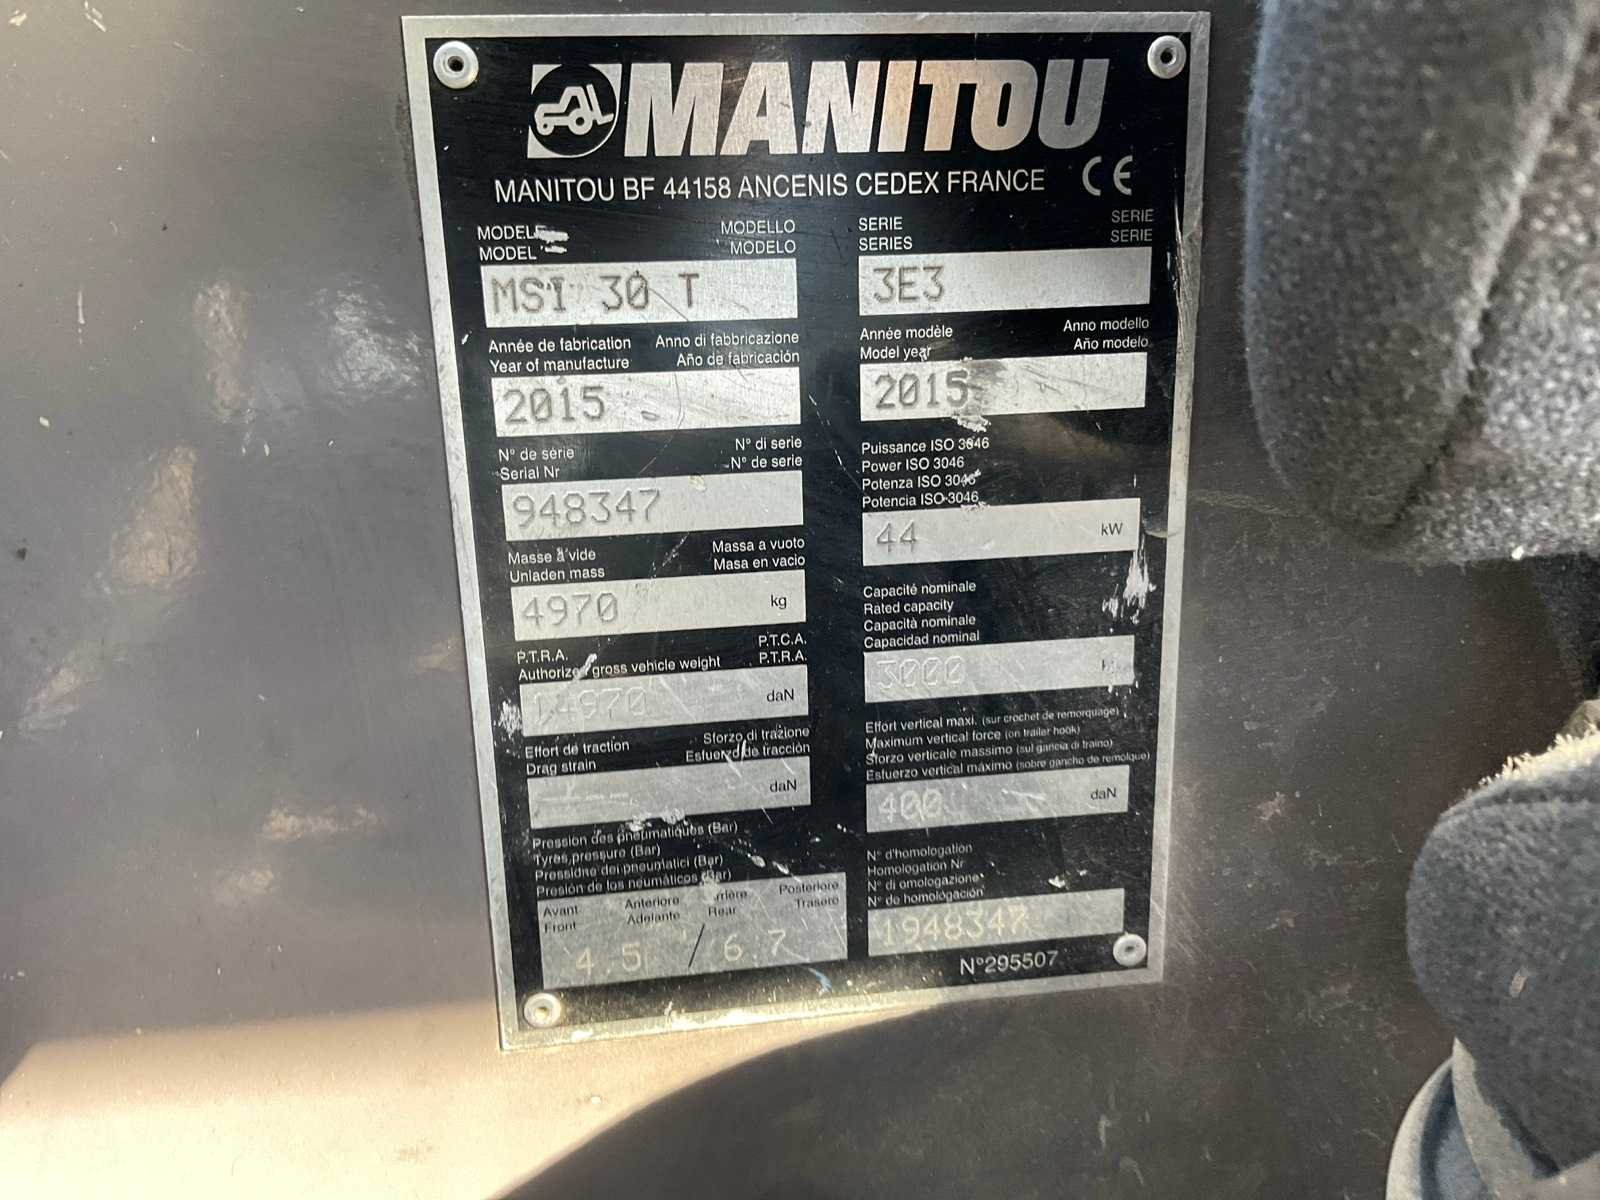 MANITOU
MANITOU BF 44158 ANCENIS CEDEX FRANCE CE
MODELE MODELLO
MODEL MODELO
MSI 30 T
Année de fabrication Anno di fabbricazione
Year of manufacture Año de fabricación
2015
N° de série N° di serie
Serial Nr N° de serie
948347
Masse à vide Massa a vuoto
Unladen mass Masa en vacio
4970 kg
P.T.R.A. P.T.C.A.
Authorized gross vehicle weight P.T.R.A.
14970 daN
Effort de traction Sforzo di trazione
Drag strain Esfuerzo de tracción
--- daN
Pression des pneumatiques (Bar)
Tyres pressure (Bar)
Pressione dei pneumatici (Bar)
Presión de los neumáticos (Bar)
Avant Anteriore Arrière Posteriore
Front Adelante Rear Trasero
4.5 / 6.7
SERIE SERIE
SERIES SERIE
3E3
Année modèle Anno modello
Model year Año modelo
2015
Puissance ISO 3046
Power ISO 3046
Potenza ISO 3046
Potencia ISO 3046
44 kW
Capacité nominale
Rated capacity
Capacità nominale
Capacidad nominal
3000
Effort vertical maxi. (sur crochet de remorquage)
Maximum vertical force (on trailer hook)
Sforzo verticale massimo (sul gancia di traino)
Esfuerzo vertical máximo (sobre gancho de remolque)
400 daN
N° d'homologation
Homologation Nr
N° di omologazione
N° de homologación
1948347
N°295507